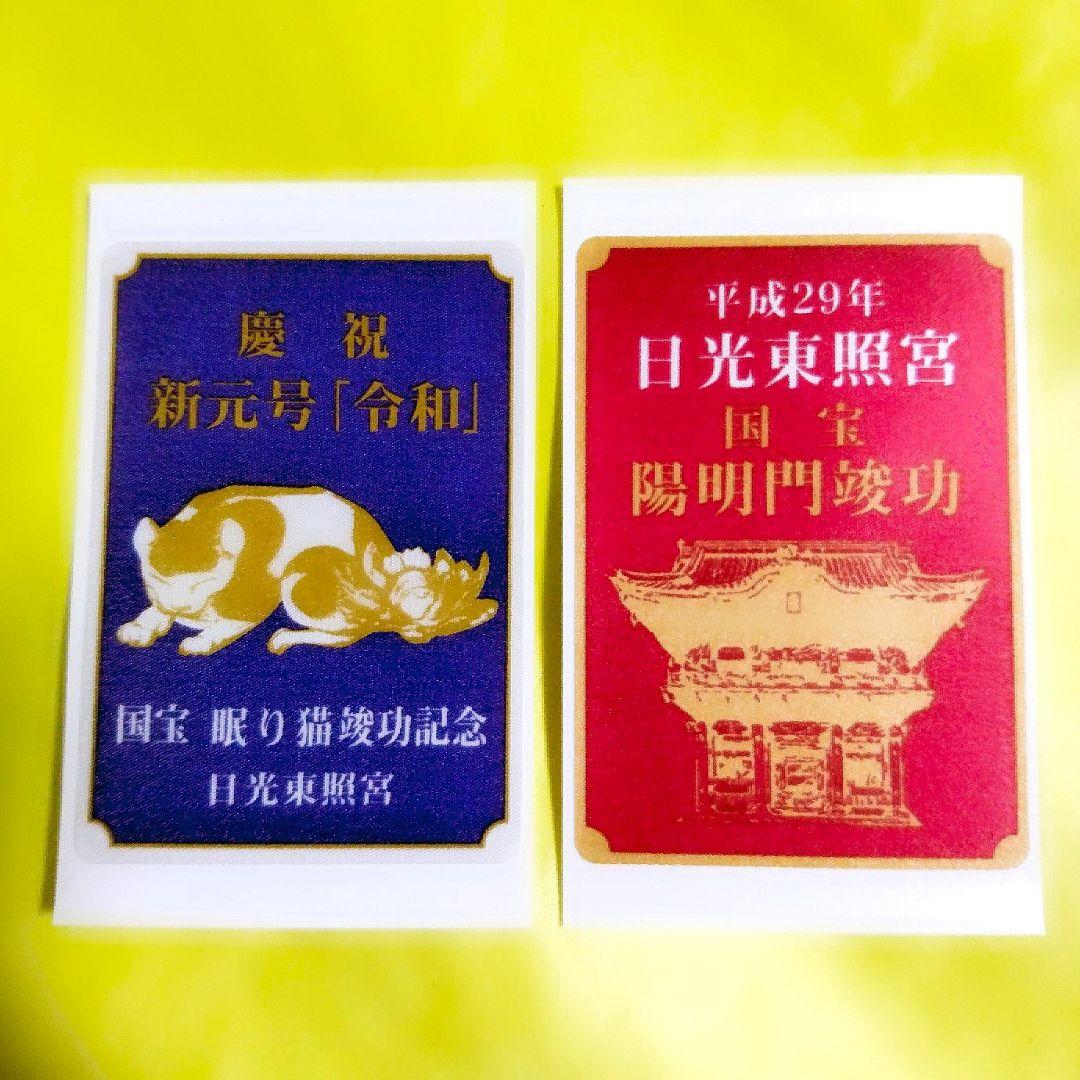 慶 祝
新元号「令和」
国宝 眠り猫竣功記念
日光東照宮
平成29年
日光東照宮
国 宝
陽明門竣功